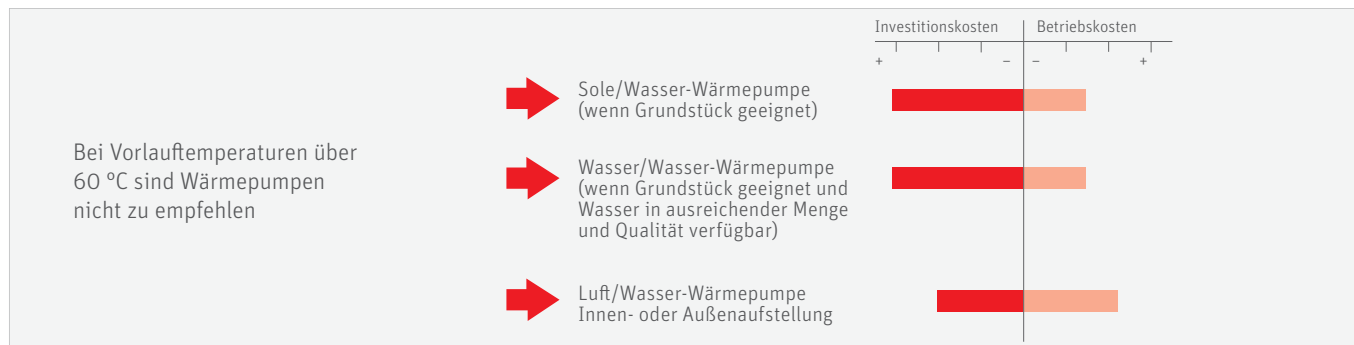 Investitionskosten Betriebskosten
+ – – +
Sole/Wasser-Wärmepumpe
(wenn Grundstück geeignet)
Bei Vorlauftemperaturen über
60 °C sind Wärmepumpen
nicht zu empfehlen
Wasser/Wasser-Wärmepumpe
(wenn Grundstück geeignet und
Wasser in ausreichender Menge
und Qualität verfügbar)
Luft/Wasser-Wärmepumpe
Innen- oder Außenaufstellung